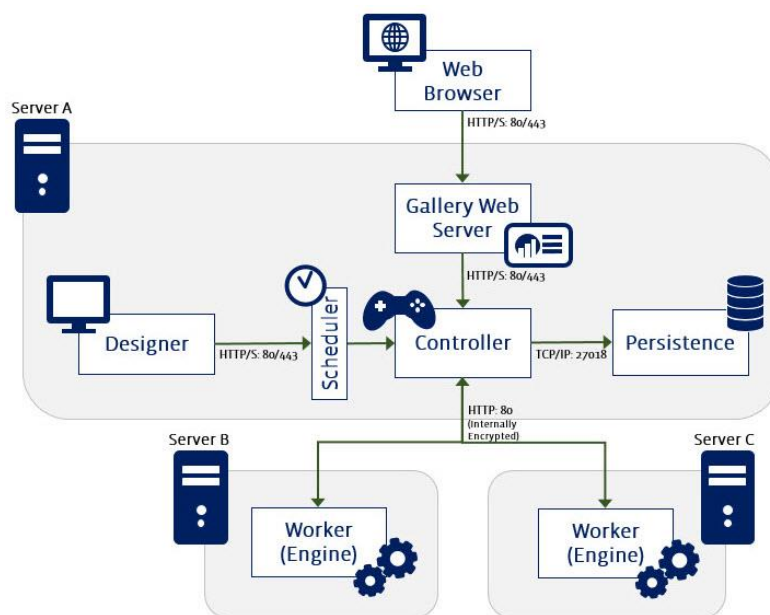 Web
Browser
Server A
HTTP/S: 80/443
Gallery Web
Server
HTTP/S: 80/443
Designer
HTTP/S: 80/443
Scheduler
Controller
TCP/IP: 27018
Persistence
HTTP: 80
(Internally
Encrypted)
Server B
Server C
Worker
(Engine)
Worker
(Engine)